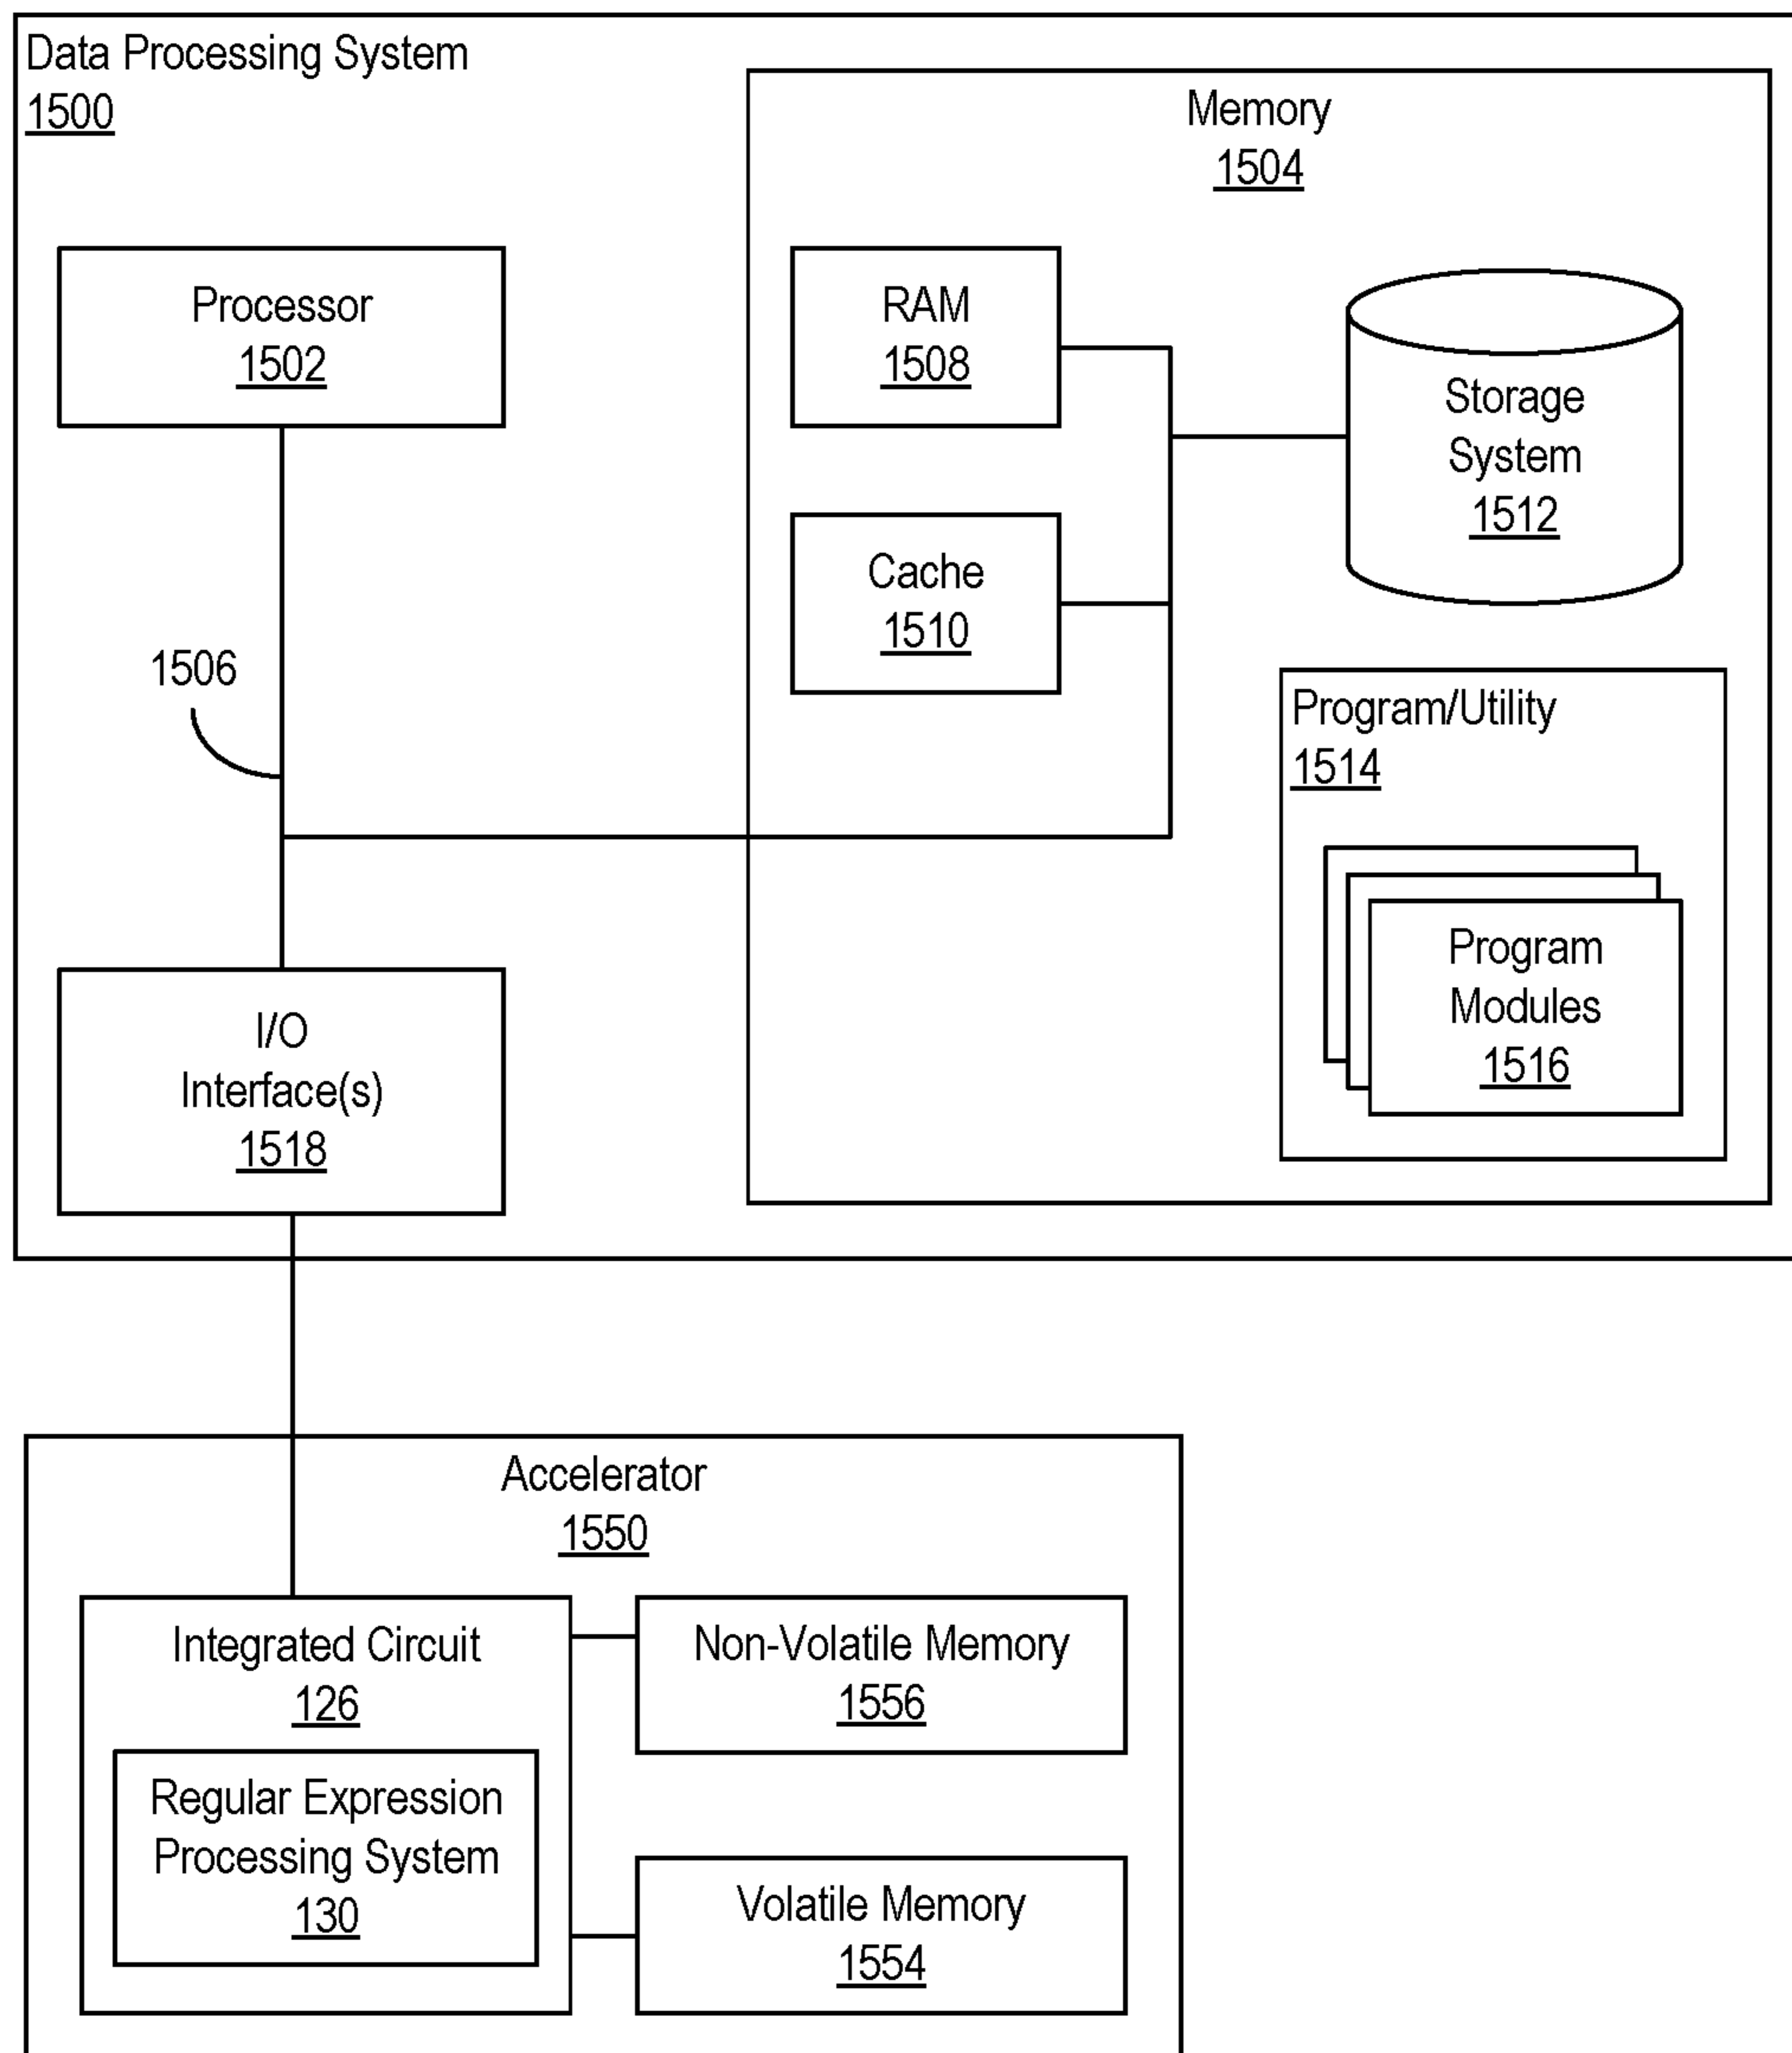 Data Processing System
1500
Memory
1504
Processor
1502
RAM
1508
Storage
System
1512
Cache
1510
1506
Program/Utility
1514
Program
Modules
1516
I/O
Interface(s)
1518
Accelerator
1550
Integrated Circuit
126
Non-Volatile Memory
1556
Regular Expression
Processing System
130
Volatile Memory
1554